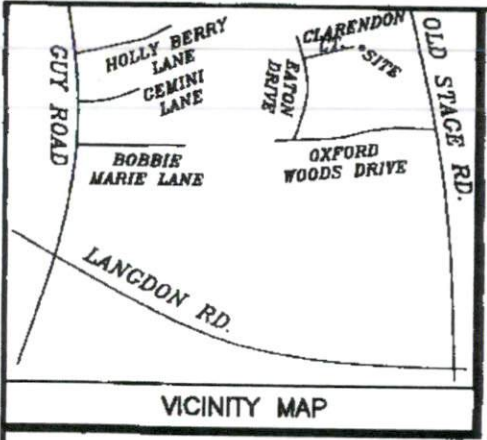 GUY ROAD
HOLLY BERRY
LANE
GEMINI
LANE
BOBBIE
MARIE LANE
CLARENDON
CT.
SITE
EATON
DRIVE
OXFORD
WOODS DRIVE
OLD STAGE RD.
LANGDON RD.
VICINITY MAP